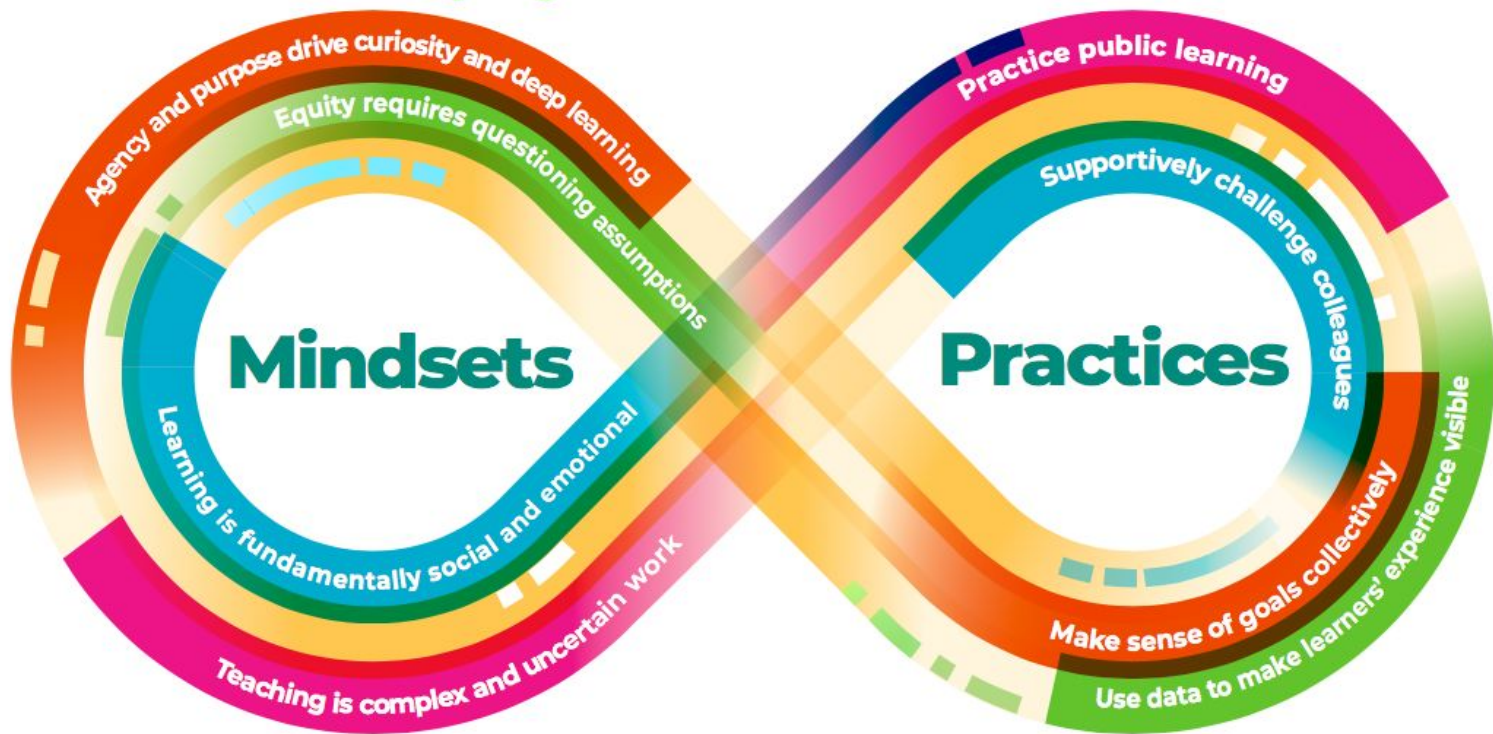 Agency and purpose drive curiosity and deep learning
Equity requires questioning assumptions
Mindsets
Learning is fundamentally social and emotional
Teaching is complex and uncertain work
Practice public learning
Supportively challenge colleagues
Practices
Make sense of goals collectively
Use data to make learners' experience visible